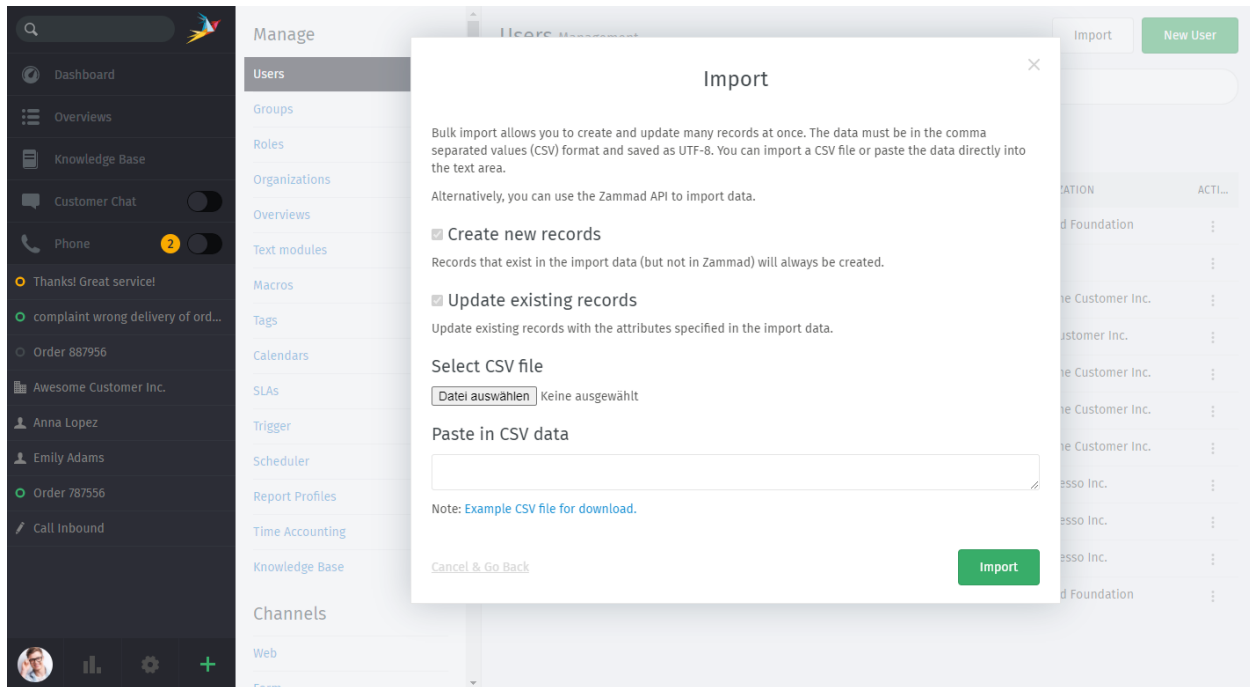 Dashboard
Overviews
Knowledge Base
Customer Chat
Phone 2
Thanks! Great service!
complaint wrong delivery of ord...
Order 887956
Awesome Customer Inc.
Anna Lopez
Emily Adams
Order 787556
Call Inbound
Manage
Users
Groups
Roles
Organizations
Overviews
Text modules
Macros
Tags
Calendars
SLAs
Trigger
Scheduler
Report Profiles
Time Accounting
Knowledge Base
Channels
Web
Form
Users Management
Import
New User
Import
Bulk import allows you to create and update many records at once. The data must be in the comma
separated values (CSV) format and saved as UTF-8. You can import a CSV file or paste the data directly into
the text area.
Alternatively, you can use the Zammad API to import data.
Create new records
Records that exist in the import data (but not in Zammad) will always be created.
Update existing records
Update existing records with the attributes specified in the import data.
Select CSV file
Datei auswählen Keine ausgewählt
Paste in CSV data
Note: Example CSV file for download.
Cancel & Go Back
Import
ZATION ACTI...
d Foundation
ne Customer Inc.
ustomer Inc.
ne Customer Inc.
ne Customer Inc.
ne Customer Inc.
esso Inc.
esso Inc.
esso Inc.
d Foundation